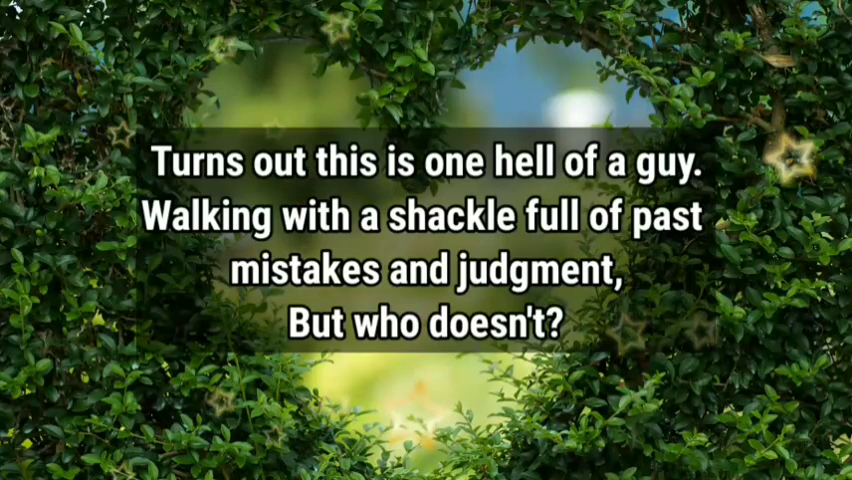 Turns out this is one hell of a guy.
Walking with a shackle full of past
mistakes and judgment,
But who doesn't?